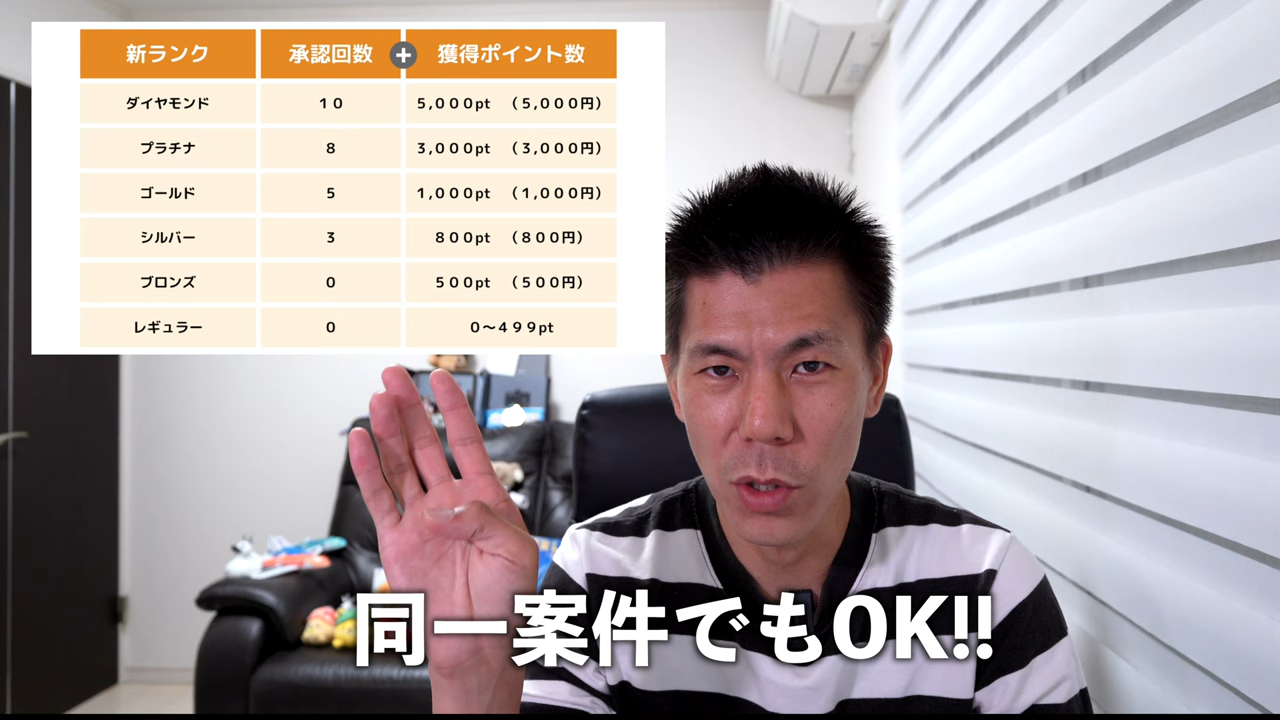 新ランク 承認回数 + 獲得ポイント数
ダイヤモンド 10 5,000pt (5,000円)
プラチナ 8 3,000pt (3,000円)
ゴールド 5 1,000pt (1,000円)
シルバー 3 800pt (800円)
ブロンズ 0 500pt (500円)
レギュラー 0 0〜499pt
同一案件でもOK!!